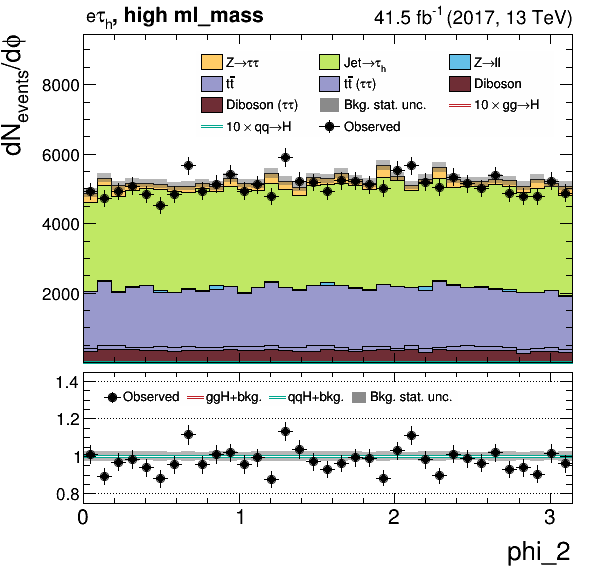 eτh, high ml_mass 41.5 fb-1 (2017, 13 TeV)
dNevents/dϕ
Z→ττ Jet→τh Z→ll
tt̄ tt̄ (ττ) Diboson
Diboson (ττ) Bkg. stat. unc. 10×gg→H
10×qq→H Observed
8000
6000
4000
2000
Observed ggH+bkg. qqH+bkg. Bkg. stat. unc.
1.4
1.2
1
0.8
0 1 2 3
phi_2